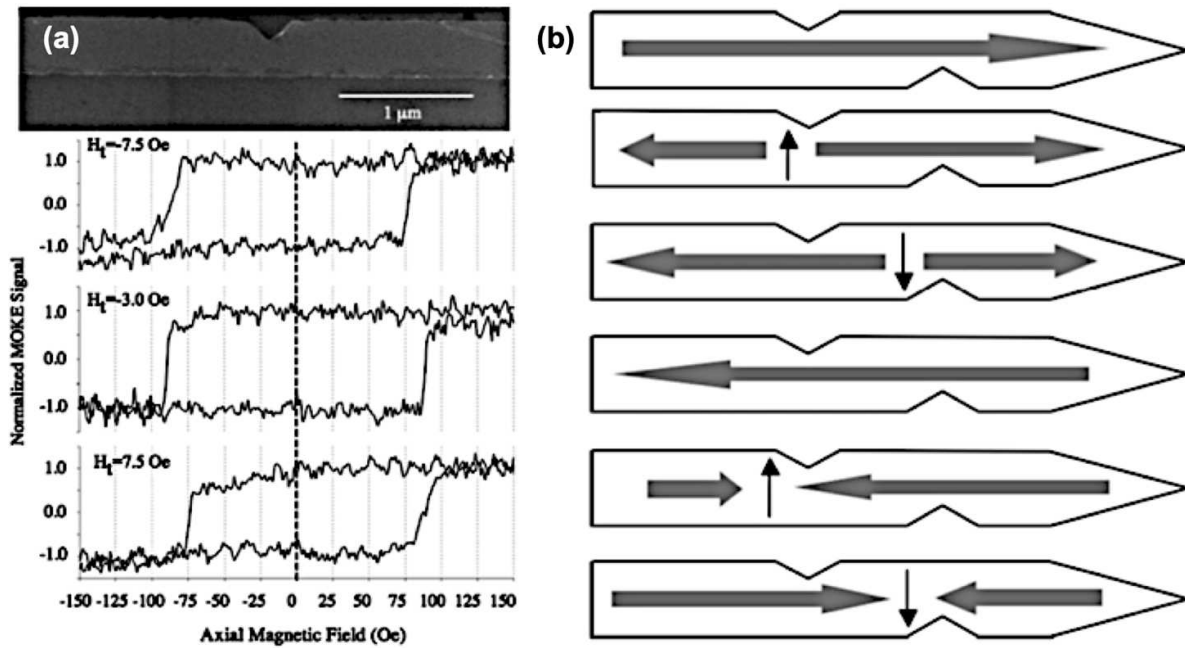 (a)
(b)
1 μm
Hₜ=-7.5 Oe
1.0
0.0
-1.0
Hₜ=-3.0 Oe
1.0
0.0
-1.0
Hₜ=7.5 Oe
1.0
0.0
-1.0
Normalized MOKE Signal
-150 -125 -100 -75 -50 -25 0 25 50 75 100 125 150
Axial Magnetic Field (Oe)